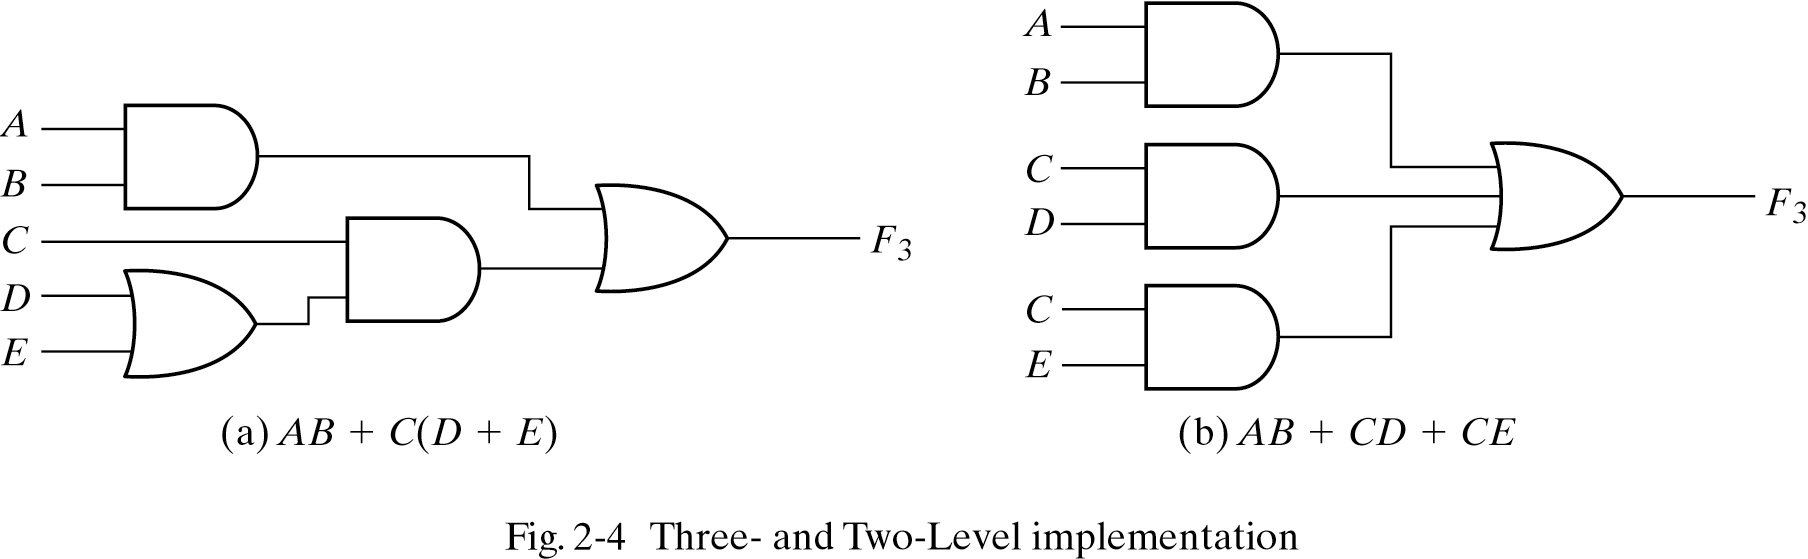 A
B
C
D
E
F3
(a) AB + C(D + E)
A
B
C
D
C
E
F3
(b) AB + CD + CE
Fig. 2-4 Three- and Two-Level implementation